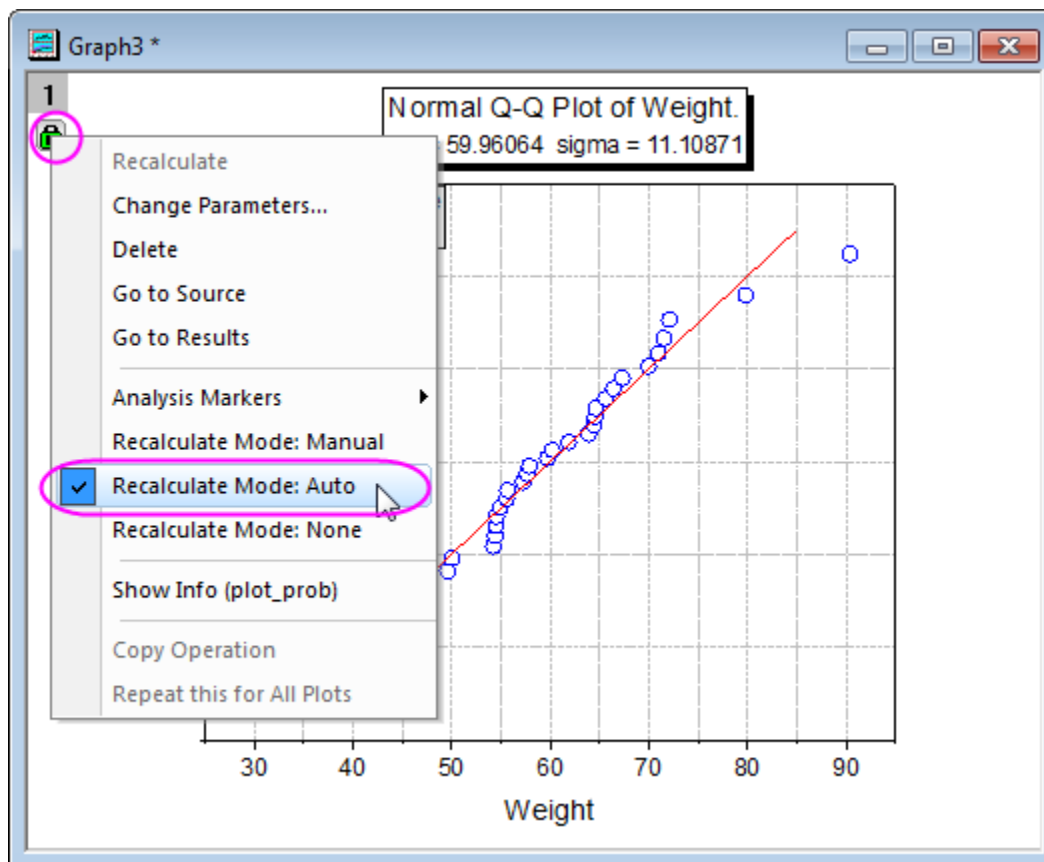 Graph3 *
1
Normal Q-Q Plot of Weight.
= 59.96064 sigma = 11.10871
Recalculate
Change Parameters...
Delete
Go to Source
Go to Results
Analysis Markers
Recalculate Mode: Manual
Recalculate Mode: Auto
Recalculate Mode: None
Show Info (plot_prob)
Copy Operation
Repeat this for All Plots
30 40 50 60 70 80 90
Weight